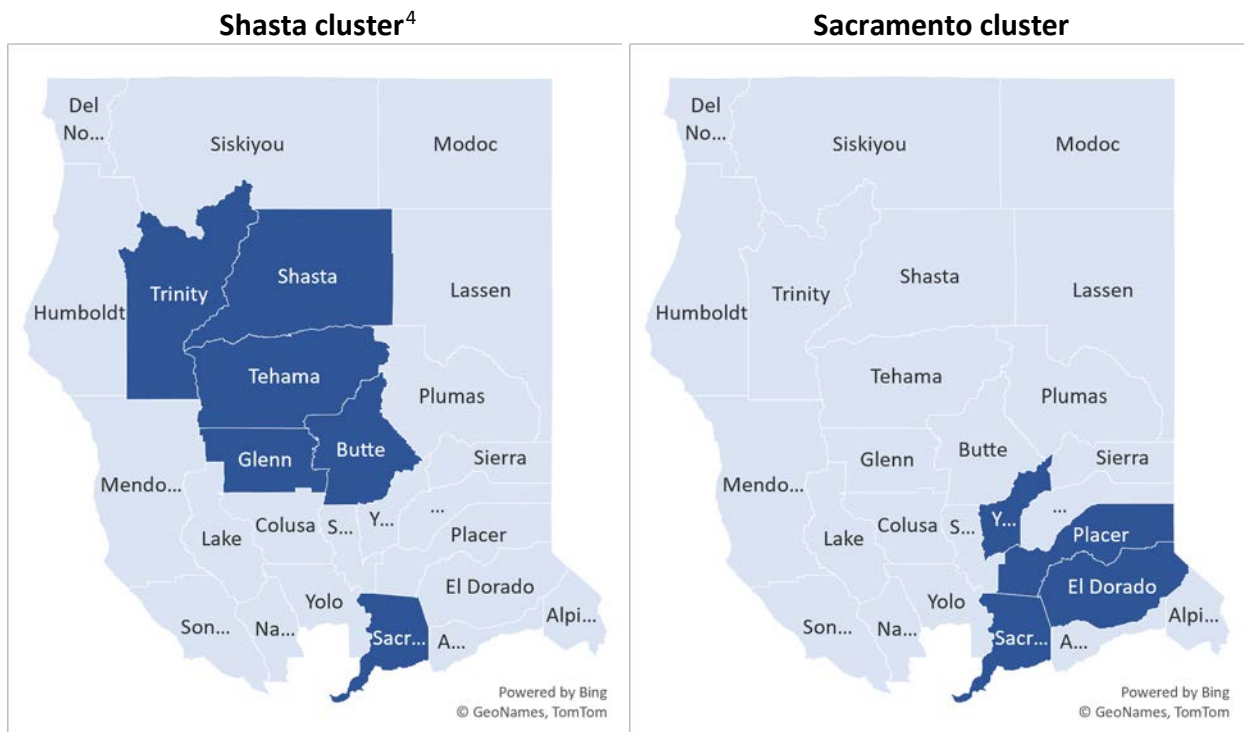 Shasta cluster4
Sacramento cluster
Del
No...
Siskiyou
Modoc
Trinity
Shasta
Lassen
Humboldt
Tehama
Plumas
Glenn
Butte
Sierra
Mendo...
Lake
Colusa
S...
Y...
...
Placer
El Dorado
Yolo
Son...
Na...
Sacr...
A...
Alpi...
Powered by Bing
© GeoNames, TomTom
Del
No...
Siskiyou
Modoc
Trinity
Shasta
Lassen
Humboldt
Tehama
Plumas
Glenn
Butte
Sierra
Mendo...
Lake
Colusa
S...
Y...
...
Placer
El Dorado
Yolo
Son...
Na...
Sacr...
A...
Alpi...
Powered by Bing
© GeoNames, TomTom